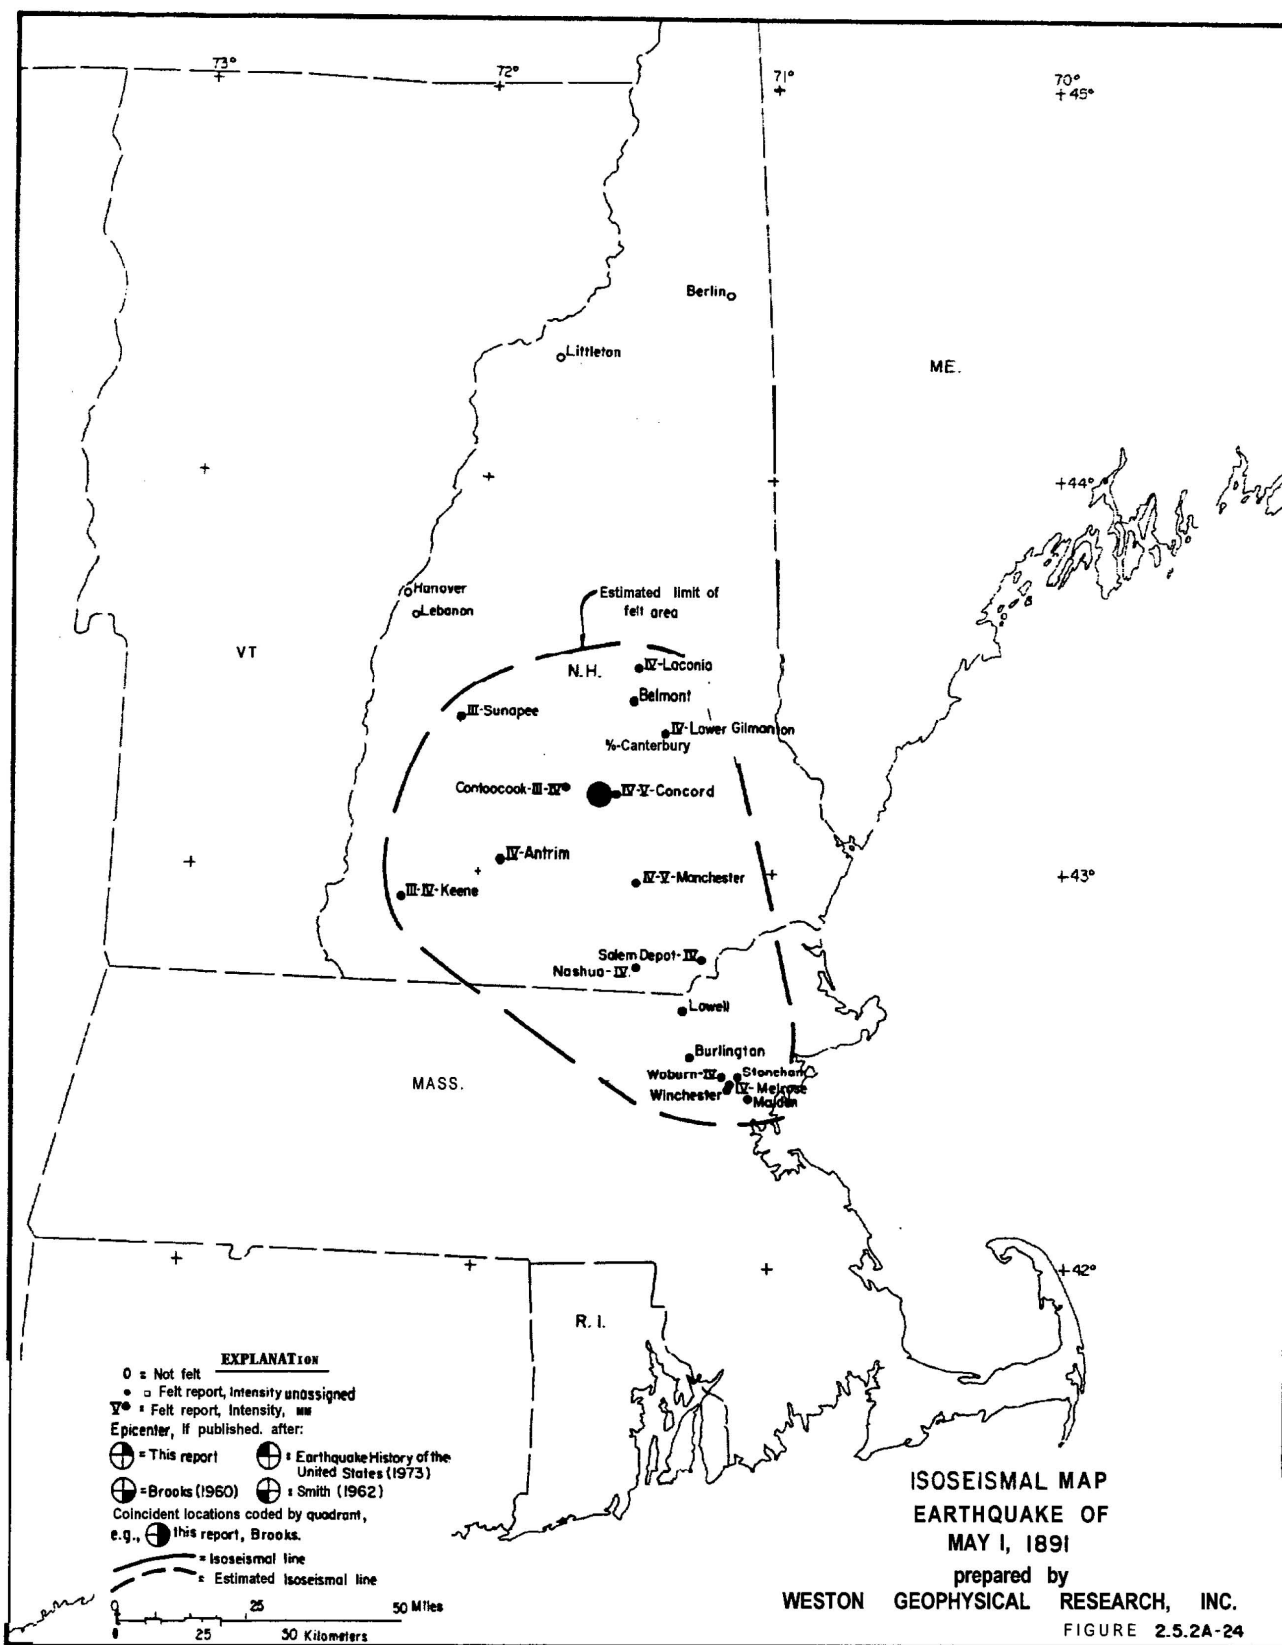 73° 72° 71° 70°
+45°
Berlin
Littleton
ME.
+44°
Hanover
Lebanon
Estimated limit of
felt area
VT
N.H.
IV-Laconia
Belmont
III-Sunapee
IV-Lower Gilmanton
%-Canterbury
Contoocook-III-IV
IV-V-Concord
IV-Antrim
IV-V-Manchester
+43°
III-IV-Keene
Salem Depot-IV
Nashua-IV
Lowell
Burlington
Woburn-IV
Stoneham
IV-Melrose
Winchester
Malden
MASS.
+42°
R. I.
EXPLANATION
O = Not felt
• □ Felt report, Intensity unassigned
V• = Felt report, Intensity, MM
Epicenter, If published. after:
= This report
= Earthquake History of the
United States (1973)
= Brooks (1960)
= Smith (1962)
Coincident locations coded by quadrant,
e.g., this report, Brooks.
= Isoseismal line
= Estimated Isoseismal line
0 25 50 Miles
0 25 50 Kilometers
ISOSEISMAL MAP
EARTHQUAKE OF
MAY 1, 1891
prepared by
WESTON GEOPHYSICAL RESEARCH, INC.
FIGURE 2.5.2A-24